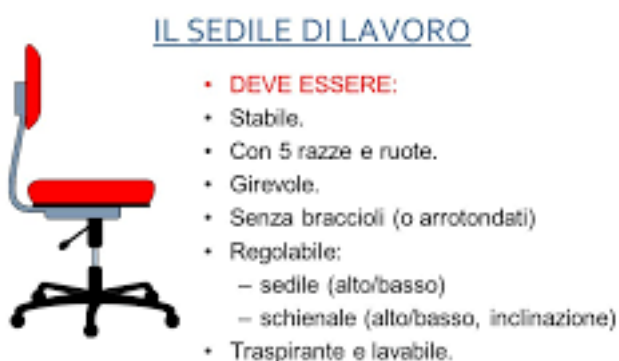 IL SEDILE DI LAVORO
• DEVE ESSERE:
• Stabile.
• Con 5 razze e ruote.
• Girevole.
• Senza braccioli (o arrotondati)
• Regolabile:
– sedile (alto/basso)
– schienale (alto/basso, inclinazione)
• Traspirante e lavabile.